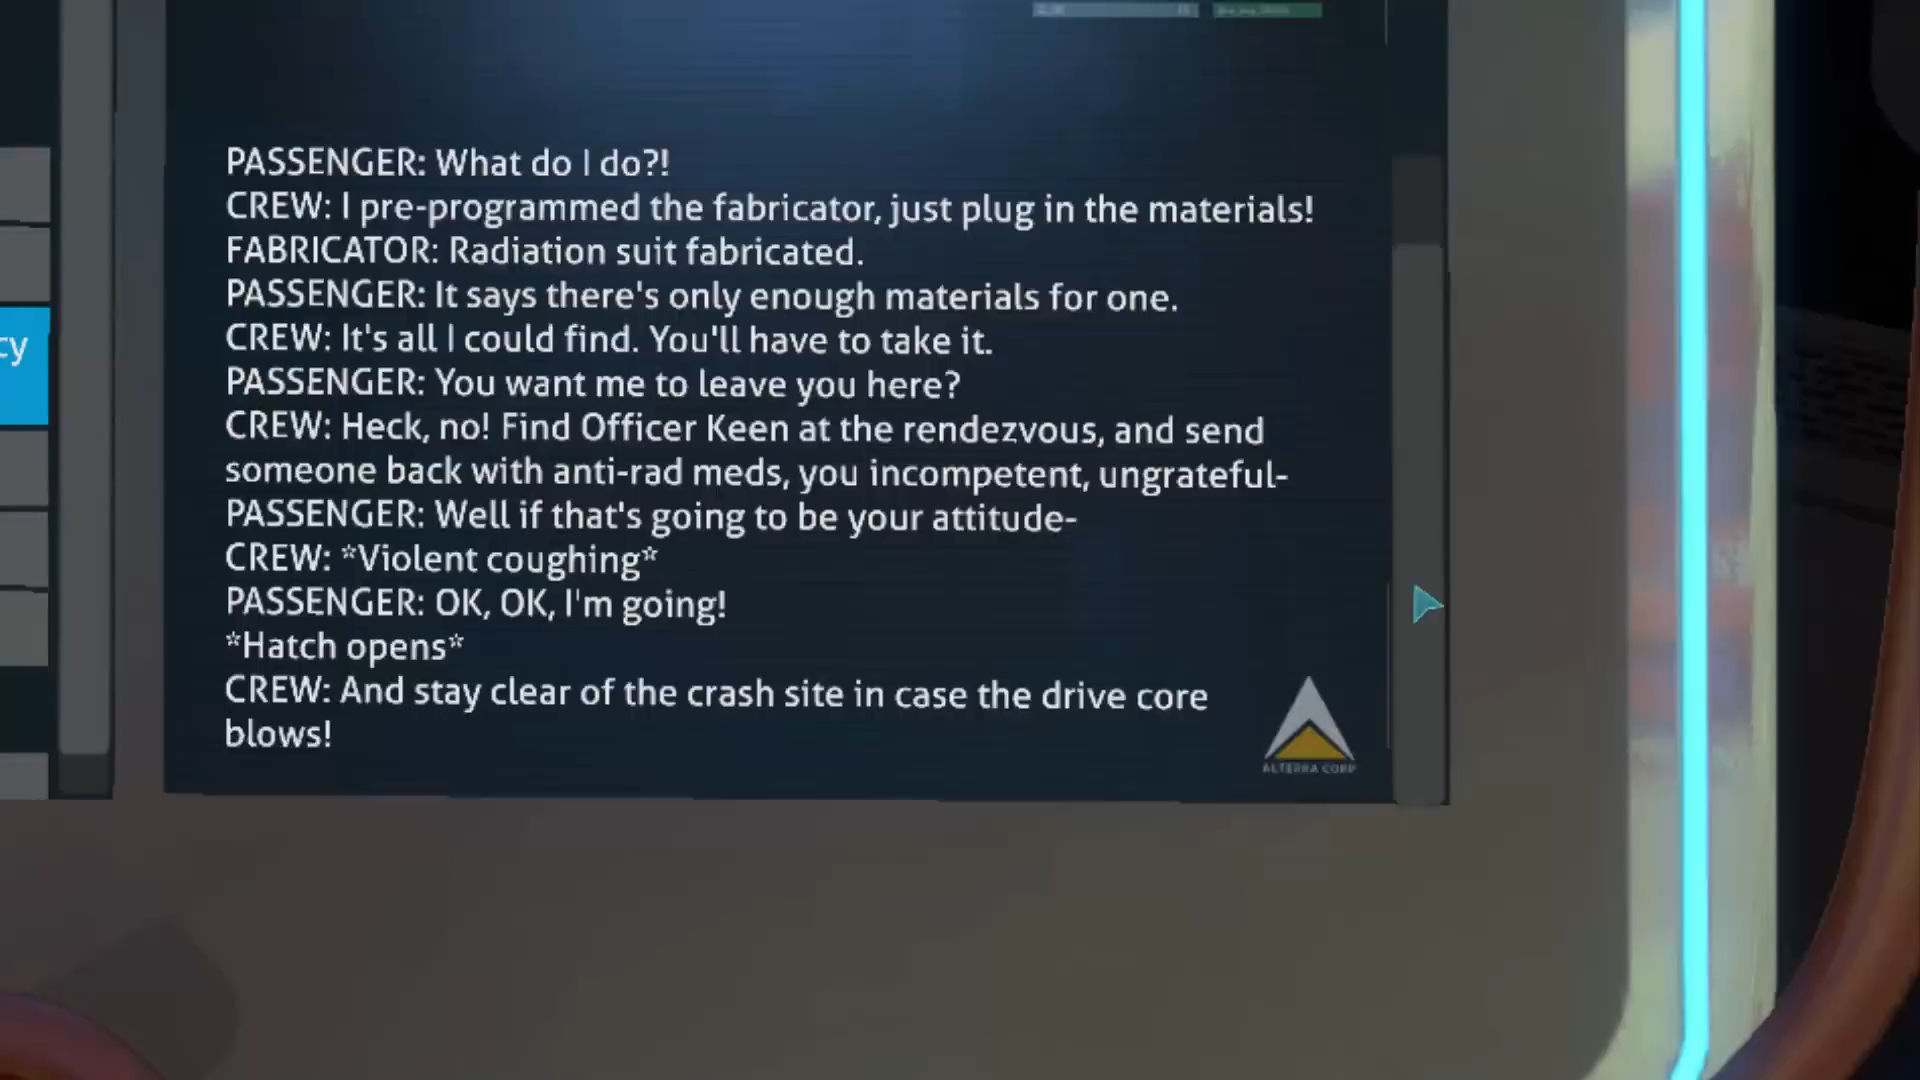 PASSENGER: What do I do?!
CREW: I pre-programmed the fabricator, just plug in the materials!
FABRICATOR: Radiation suit fabricated.
PASSENGER: It says there's only enough materials for one.
CREW: It's all I could find. You'll have to take it.
PASSENGER: You want me to leave you here?
CREW: Heck, no! Find Officer Keen at the rendezvous, and send
someone back with anti-rad meds, you incompetent, ungrateful-
PASSENGER: Well if that's going to be your attitude-
CREW: *Violent coughing*
PASSENGER: OK, OK, I'm going!
*Hatch opens*
CREW: And stay clear of the crash site in case the drive core
blows!
ALTERRA CORP
cy